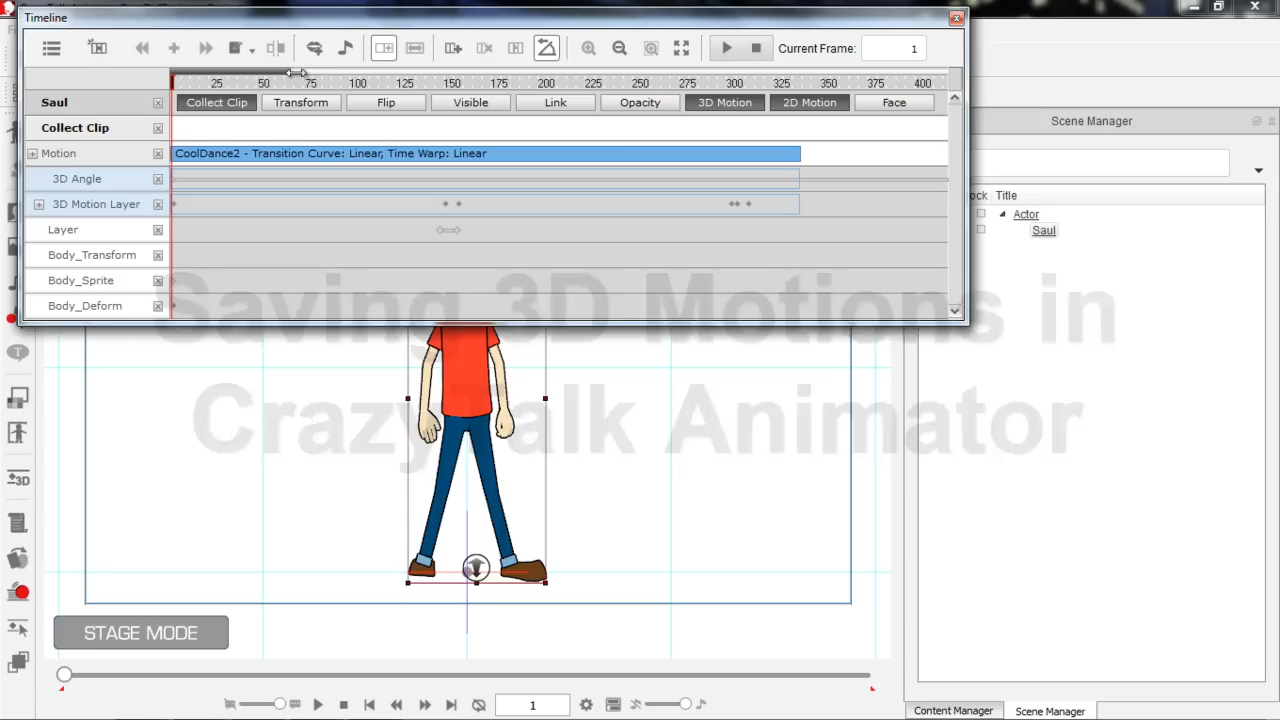 Timeline
Current Frame: 1
25 50 75 100 125 150 175 200 225 250 275 300 325 350 375 400
Saul Collect Clip Transform Flip Visible Link Opacity 3D Motion 2D Motion Face
Collect Clip
Motion CoolDance2 - Transition Curve: Linear, Time Warp: Linear
3D Angle
3D Motion Layer
Layer
Body_Transform
Body_Sprite
Body_Deform
Scene Manager
ock Title
Actor
Saul
Saving 3D Motions in
CrazyTalk Animator
3D
STAGE MODE
1
Content Manager Scene Manager